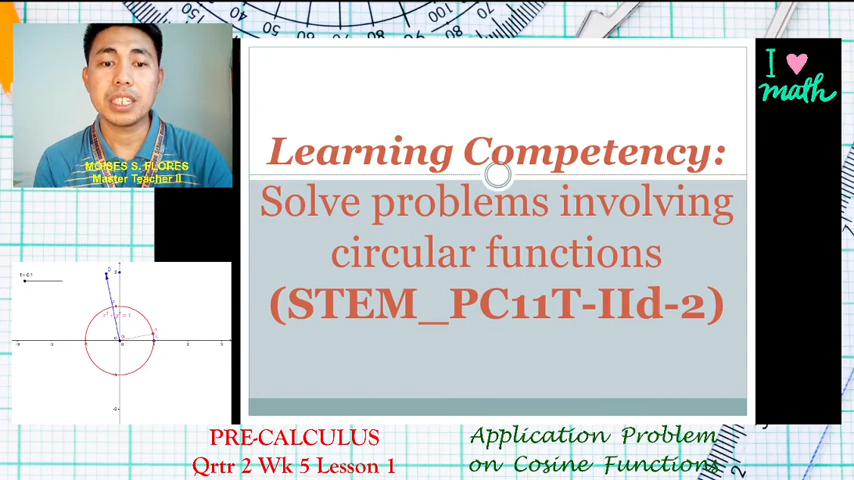 I
math
MOISES S. FLORES
Master Teacher II
Learning Competency:
Solve problems involving
circular functions
(STEM_PC11T-IId-2)
PRE-CALCULUS
Qrtr 2 Wk 5 Lesson 1
Application Problem
on Cosine Functions